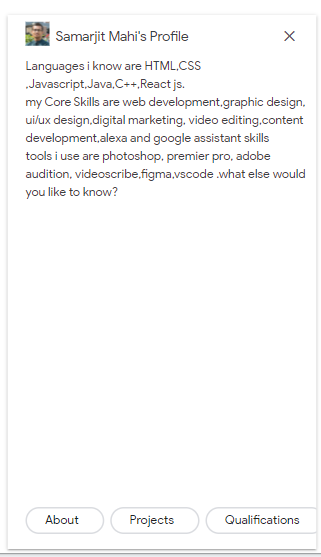 Samarjit Mahi's Profile
Languages i know are HTML,CSS
,Javascript,Java,C++,React js.
my Core Skills are web development,graphic design,
ui/ux design,digital marketing, video editing,content
development,alexa and google assistant skills
tools i use are photoshop, premier pro, adobe
audition, videoscribe,figma,vscode .what else would
you like to know?
About
Projects
Qualifications